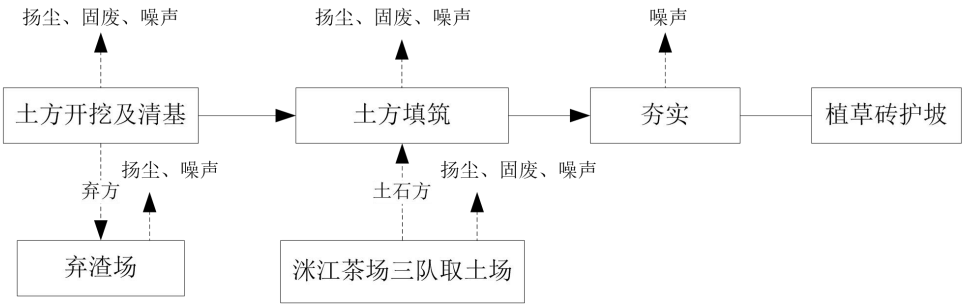 扬尘、固废、噪声
扬尘、固废、噪声
噪声
土方开挖及清基
土方填筑
夯实
植草砖护坡
扬尘、噪声
扬尘、固废、噪声
弃方
土石方
弃渣场
洣江茶场三队取土场